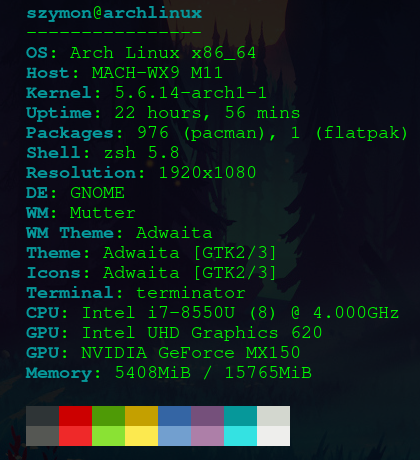 szymon@archlinux
----------------
OS: Arch Linux x86_64
Host: MACH-WX9 M11
Kernel: 5.6.14-arch1-1
Uptime: 22 hours, 56 mins
Packages: 976 (pacman), 1 (flatpak)
Shell: zsh 5.8
Resolution: 1920x1080
DE: GNOME
WM: Mutter
WM Theme: Adwaita
Theme: Adwaita [GTK2/3]
Icons: Adwaita [GTK2/3]
Terminal: terminator
CPU: Intel i7-8550U (8) @ 4.000GHz
GPU: Intel UHD Graphics 620
GPU: NVIDIA GeForce MX150
Memory: 5408MiB / 15765MiB